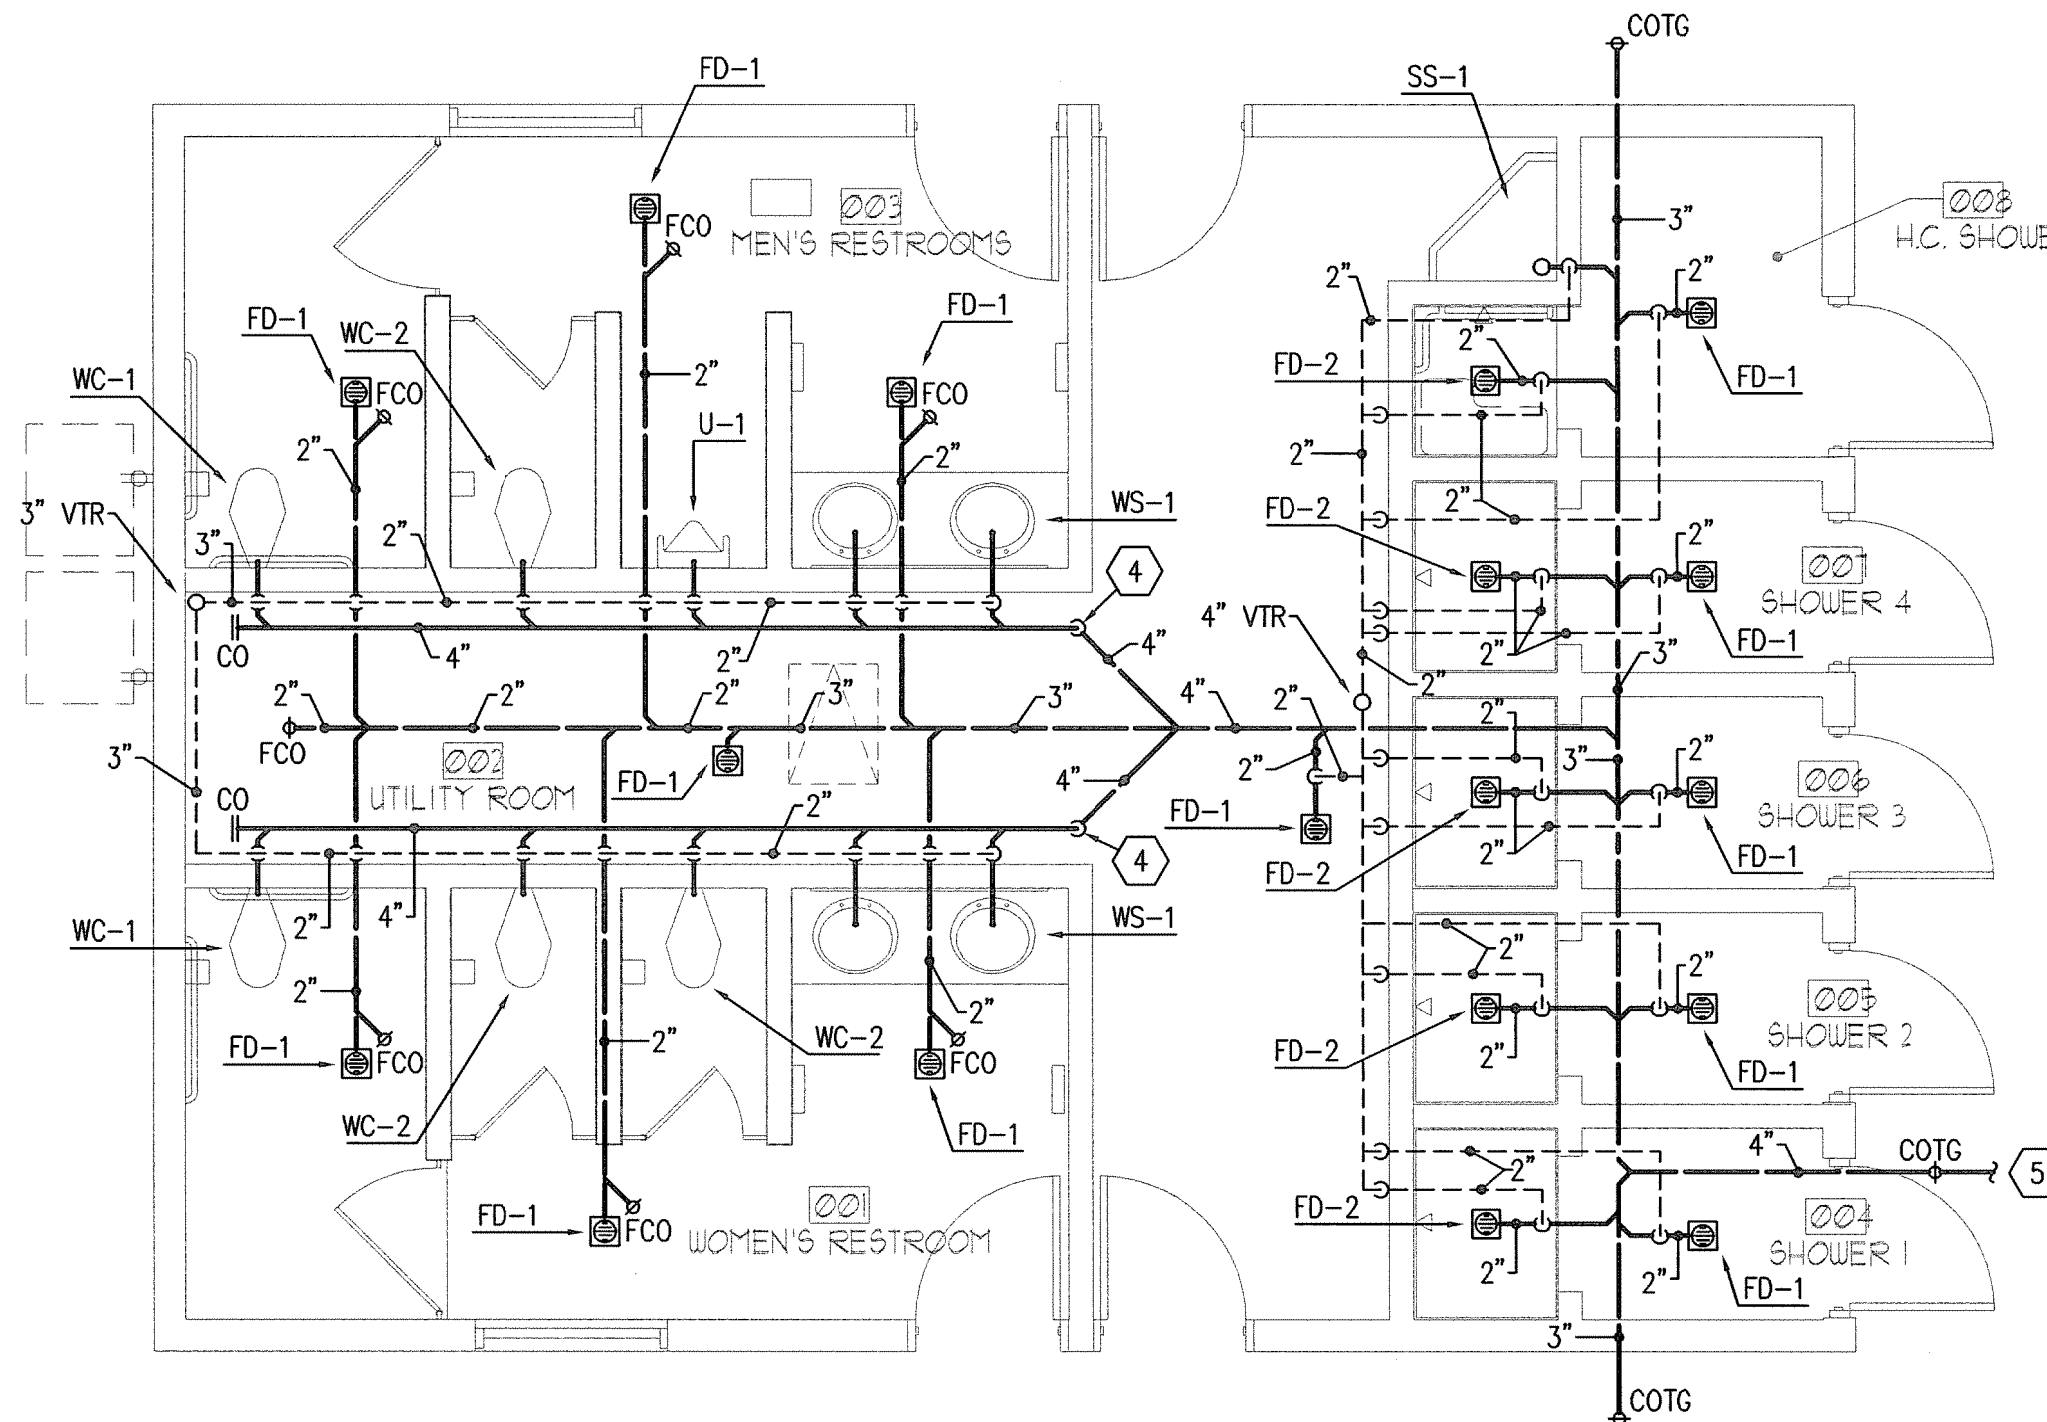 COTG
FD-1
SS-1
003
FCO
MEN'S RESTROOMS
3"
008
H.C. SHOWE
2"
2"
FD-1
WC-2
FD-1
2"
FD-2
FD-1
WC-1
FCO
2"
FCO
U-1
2"
2"
2"
3" VTR
WS-1
FD-2
2"
2"
3"
2"
4
007
SHOWER 4
4" VTR
FD-1
CO
4"
2"
4"
2"
2"
3"
2"
2"
2"
3"
3"
4"
2"
2"
FCO
002
UTILITY ROOM
FD-1
4"
2"
3"
2"
3"
006
SHOWER 3
CO
2"
FD-1
4
FD-2
2"
FD-1
2"
4"
WC-1
WS-1
2"
2"
2"
2"
005
SHOWER 2
FD-1
FCO
2"
WC-2
FCO
FD-2
2"
FD-1
WC-2
FD-1
4"
COTG
5
2"
FD-1
FCO
001
WOMEN'S RESTROOM
FD-2
004
SHOWER 1
2"
2"
FD-1
3"
COTG